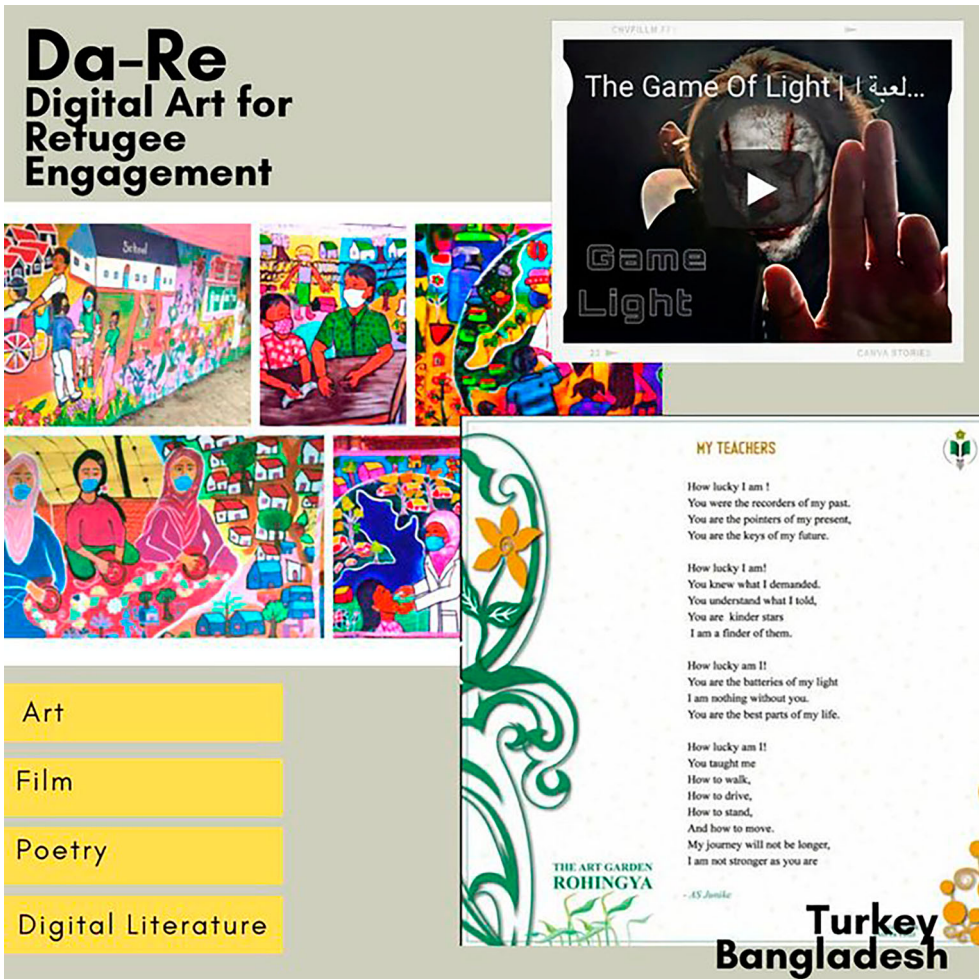 Da-Re
Digital Art for
Refugee
Engagement
The Game Of Light | لعبة ا...
Game
Light
CANVA STORIES
School
MY TEACHERS
How lucky I am !
You were the recorders of my past.
You are the pointers of my present,
You are the keys of my future.
How lucky I am!
You knew what I demanded.
You understand what I told,
You are kinder stars
I am a finder of them.
How lucky am I!
You are the batteries of my light
I am nothing without you.
You are the best parts of my life.
How lucky am I!
You taught me
How to walk,
How to drive,
How to stand,
And how to move.
My journey will not be longer,
I am not stronger as you are
- AS Junike
THE ART GARDEN
ROHINGYA
Art
Film
Poetry
Digital Literature
Turkey
Bangladesh